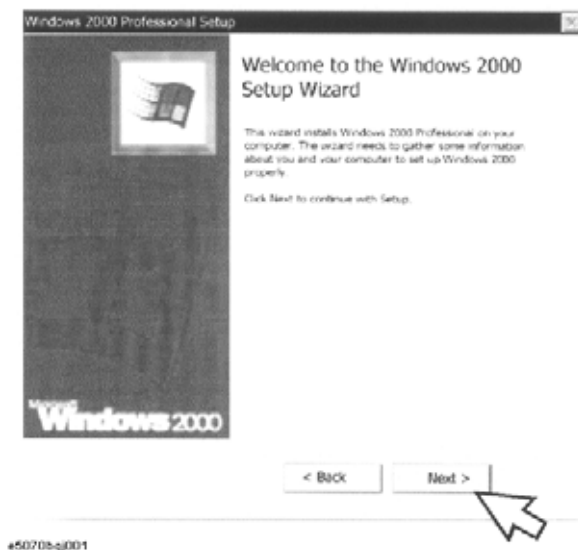 Windows 2000 Professional Setup
Welcome to the Windows 2000
Setup Wizard
This wizard installs Windows 2000 Professional on your
computer. The wizard needs to gather some information
about you and your computer to set up Windows 2000
properly.
Click Next to continue with Setup.
Microsoft
Windows 2000
< Back
Next >